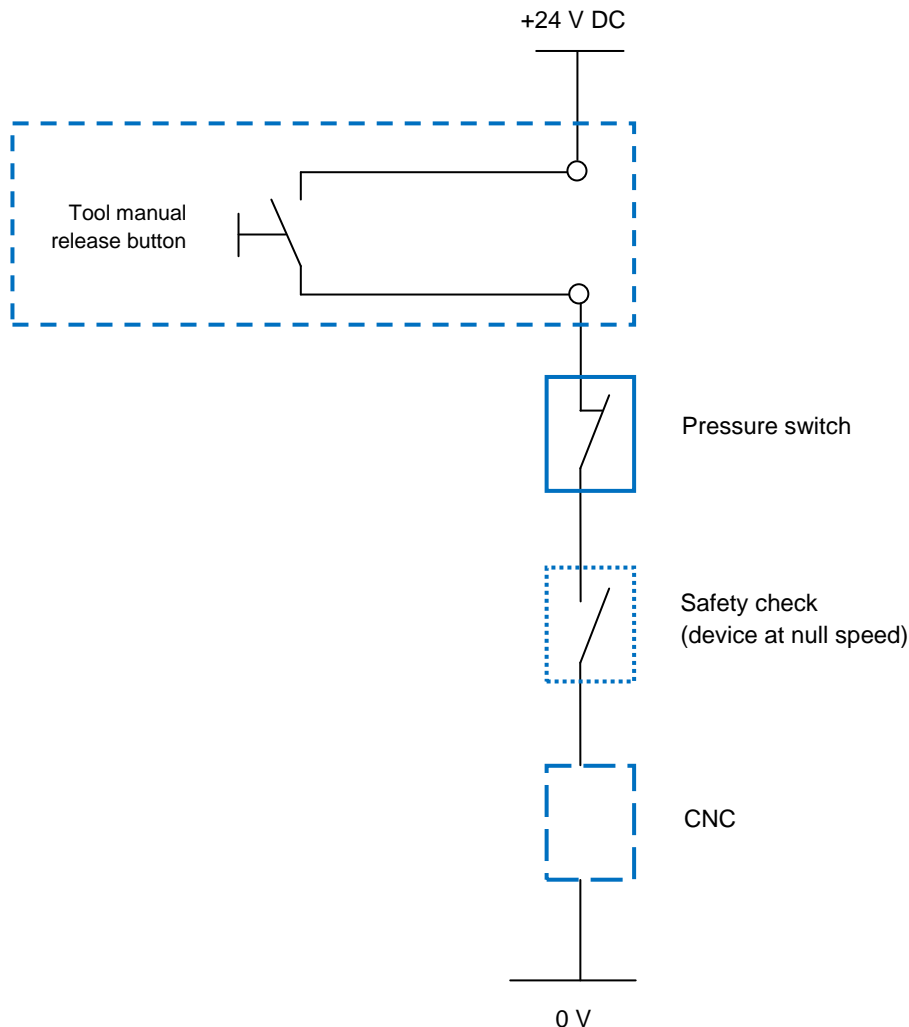 +24 V DC
Tool manual
release button
Pressure switch
Safety check
(device at null speed)
CNC
0 V